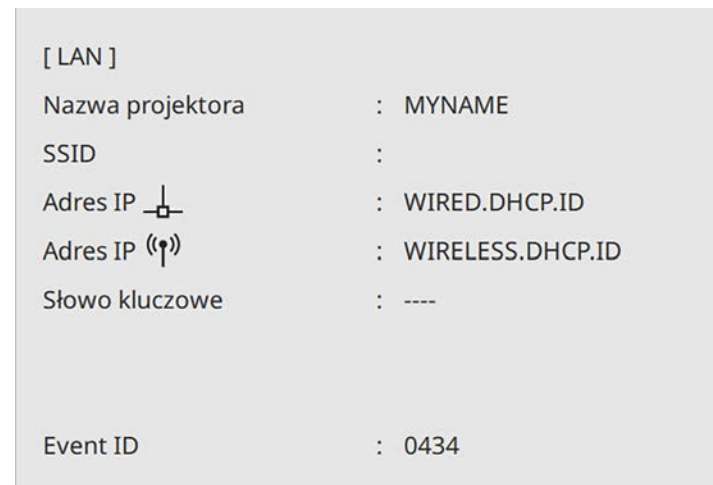 [ LAN ]
Nazwa projektora : MYNAME
SSID :
Adres IP : WIRED.DHCP.ID
Adres IP : WIRELESS.DHCP.ID
Słowo kluczowe : ----
Event ID : 0434